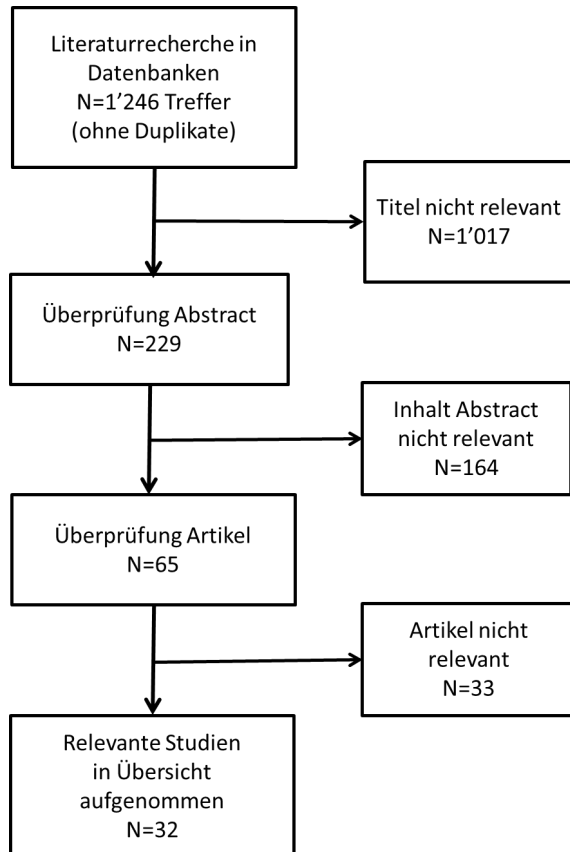 Literaturrecherche in
Datenbanken
N=1’246 Treffer
(ohne Duplikate)
Titel nicht relevant
N=1’017
Überprüfung Abstract
N=229
Inhalt Abstract
nicht relevant
N=164
Überprüfung Artikel
N=65
Artikel nicht
relevant
N=33
Relevante Studien
in Übersicht
aufgenommen
N=32